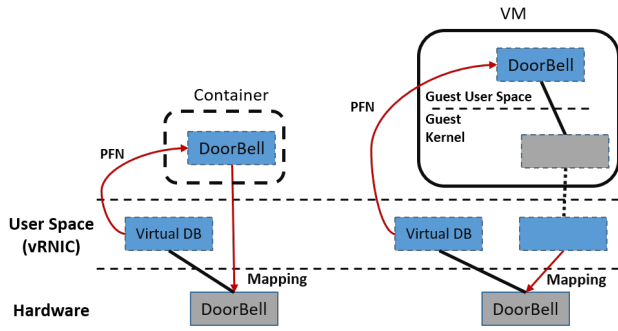 VM
DoorBell
Container
PFN
Guest User Space
Guest
Kernel
PFN
DoorBell
User Space
(vRNIC)
Virtual DB
Virtual DB
Mapping
Mapping
Hardware
DoorBell
DoorBell